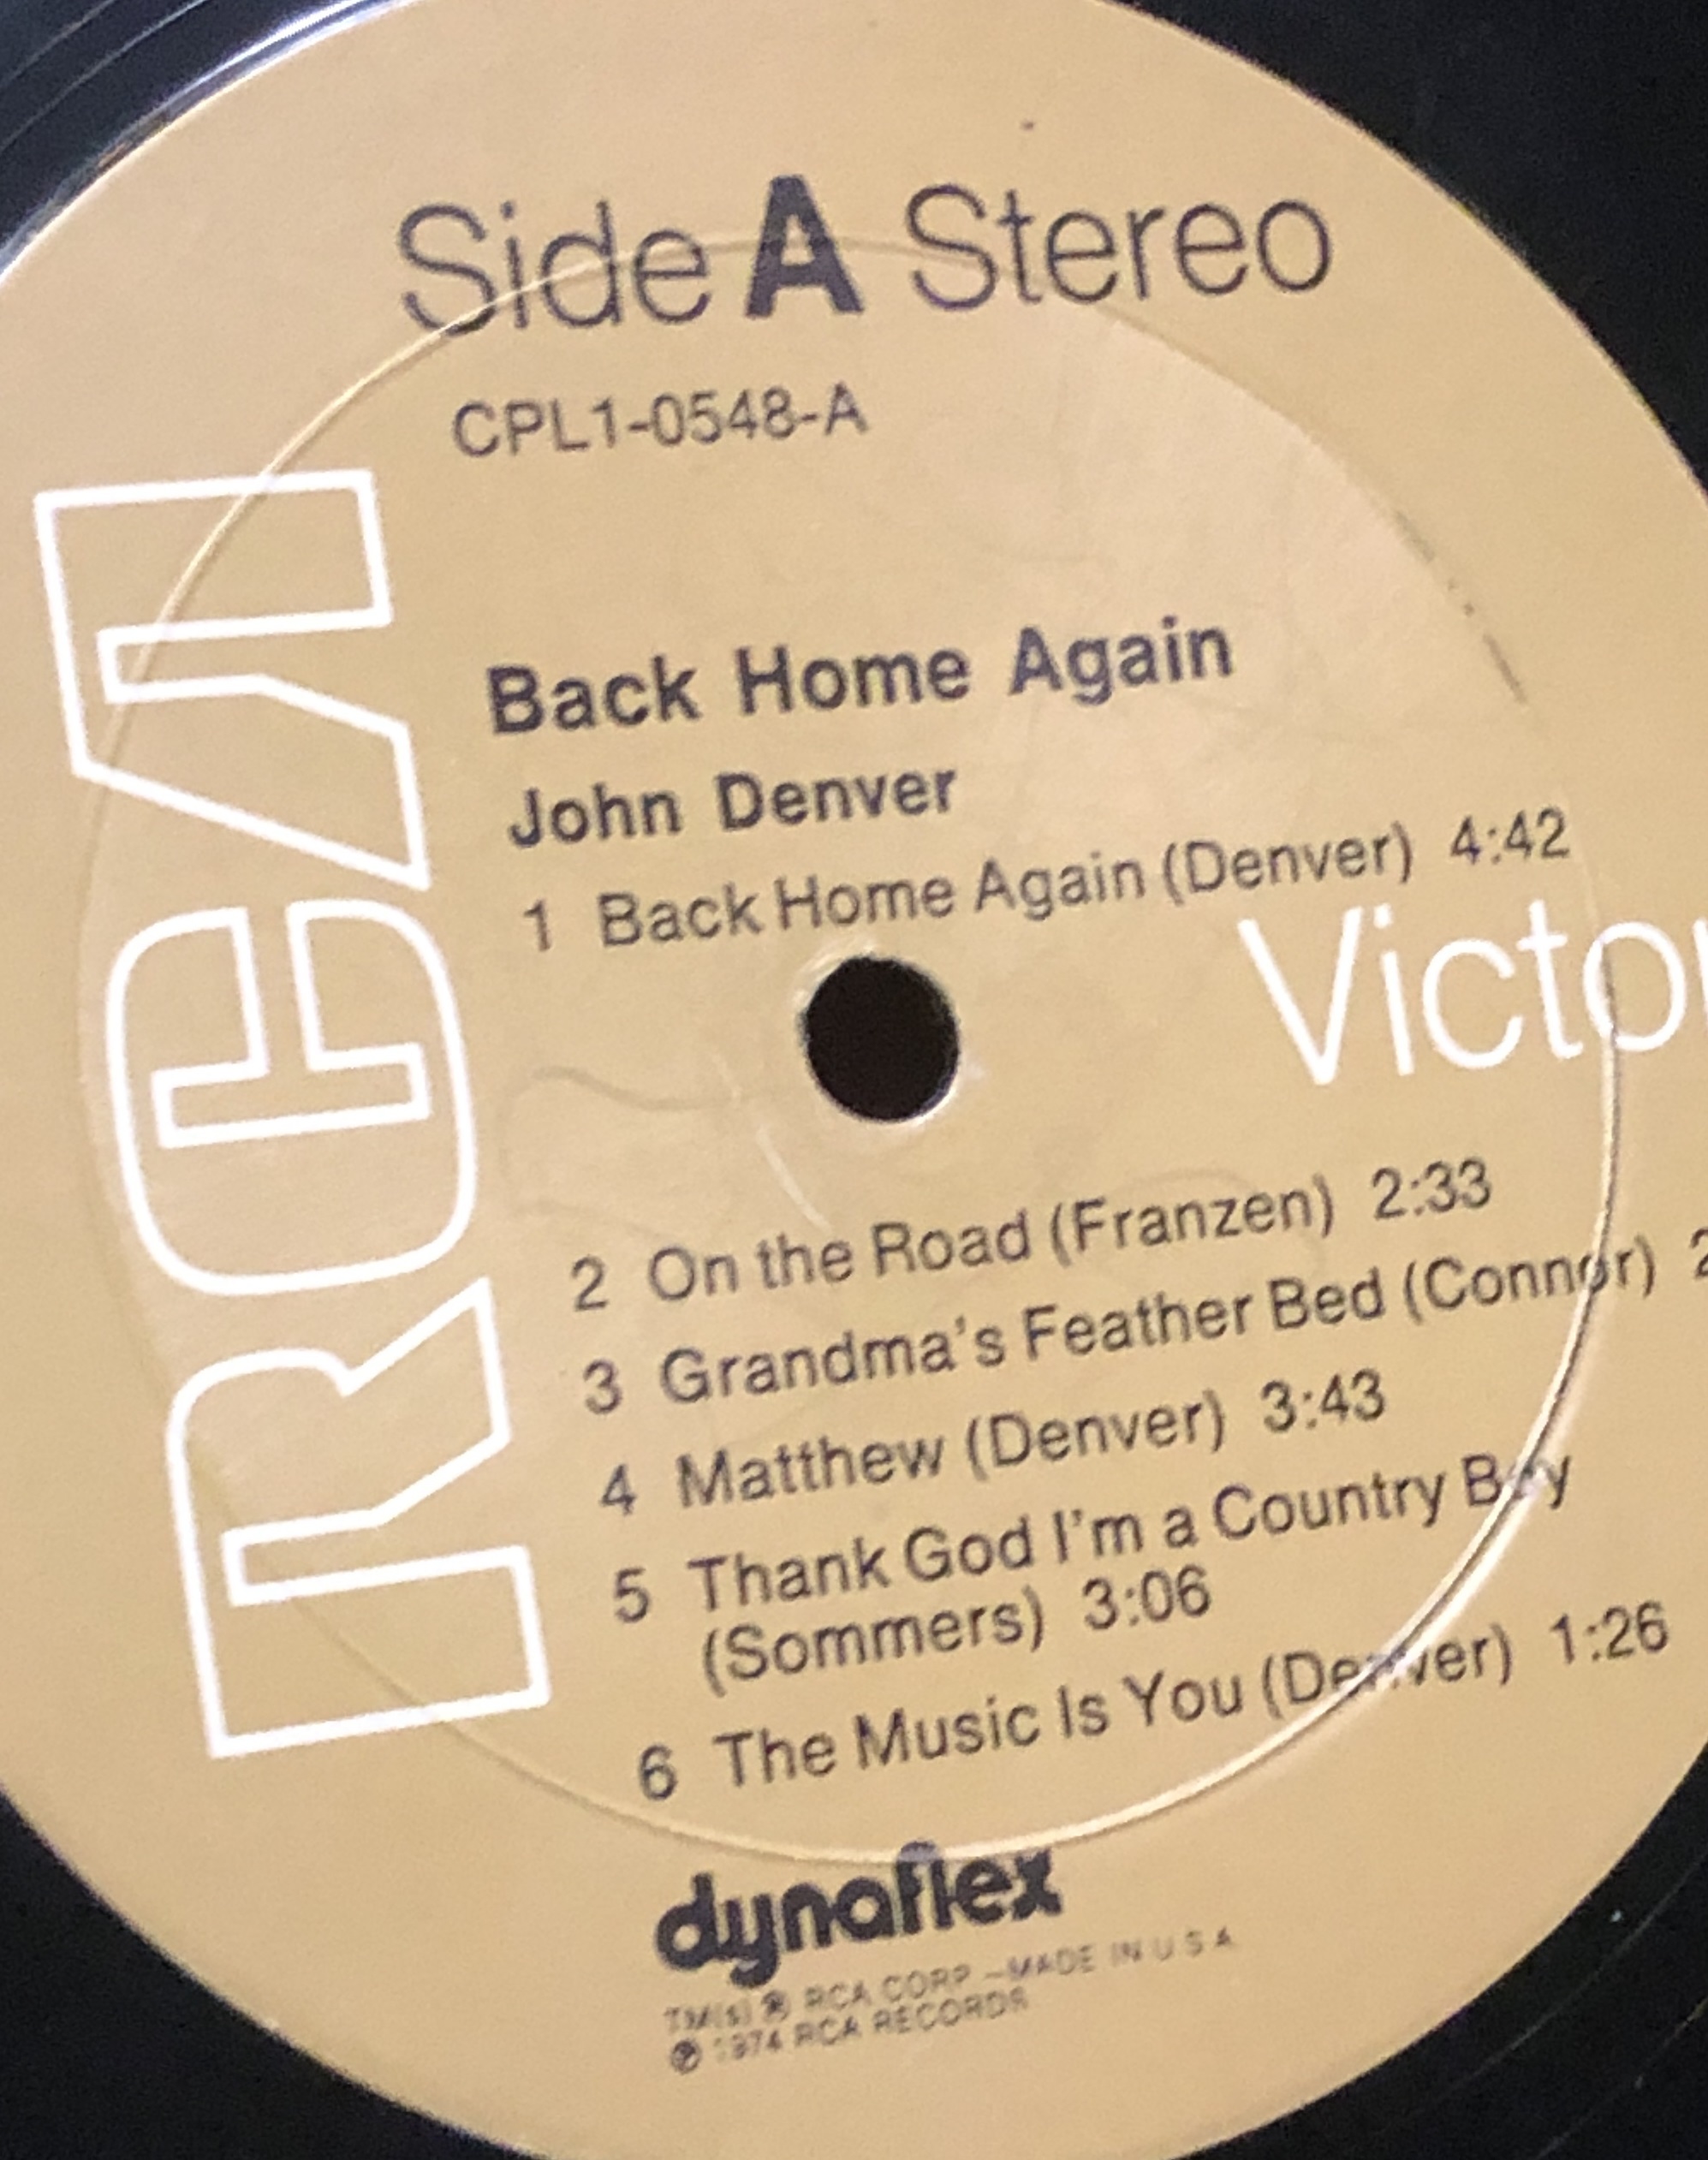 Side A Stereo
CPL1-0548-A
RCA
Back Home Again
John Denver
1 Back Home Again (Denver) 4:42
Victor
2 On the Road (Franzen) 2:33
3 Grandma's Feather Bed (Connor) 2
4 Matthew (Denver) 3:43
5 Thank God I'm a Country Boy
(Sommers) 3:06
6 The Music Is You (Denver) 1:26
dynaflex
TM(s) ® RCA CORP – MADE IN U S A
℗ 1974 RCA RECORDS